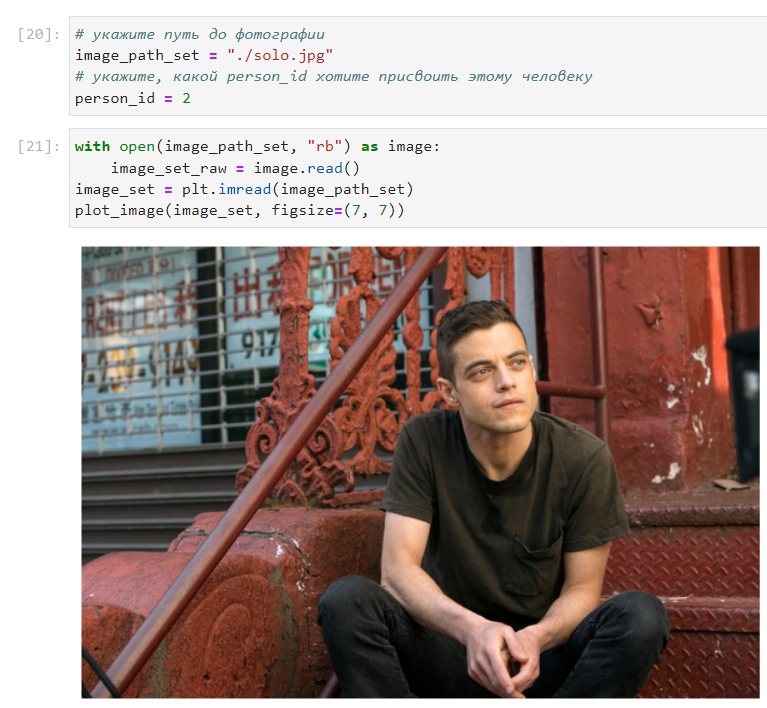 [20]:
# укажите путь до фотографии
image_path_set = "./solo.jpg"
# укажите, какой person_id хотите присвоить этому человеку
person_id = 2
[21]:
with open(image_path_set, "rb") as image:
    image_set_raw = image.read()
image_set = plt.imread(image_path_set)
plot_image(image_set, figsize=(7, 7))